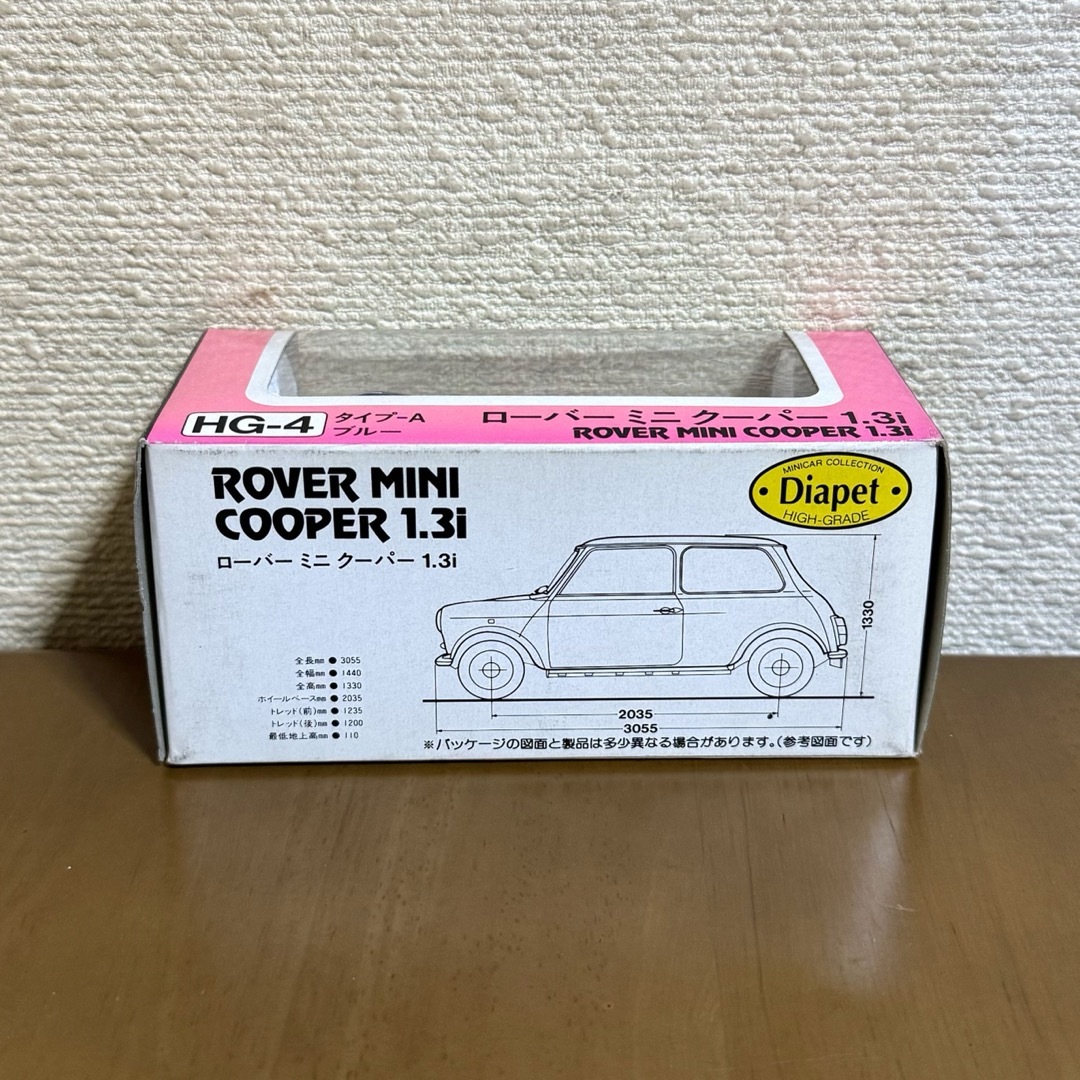 HG-4
タイプ-A
ブルー
ローバー ミニ クーパー 1.3i
ROVER MINI COOPER 1.3i
ROVER MINI
COOPER 1.3i
ローバー ミニ クーパー 1.3i
MINICAR COLLECTION
・Diapet・
HIGH-GRADE
全長mm ● 3055
全幅mm ● 1440
全高mm ● 1330
ホイールベースmm ● 2035
トレッド(前)mm ● 1235
トレッド(後)mm ● 1200
最低地上高mm ● 110
1330
2035
3055
※パッケージの図面と製品は多少異なる場合があります。(参考図面です)